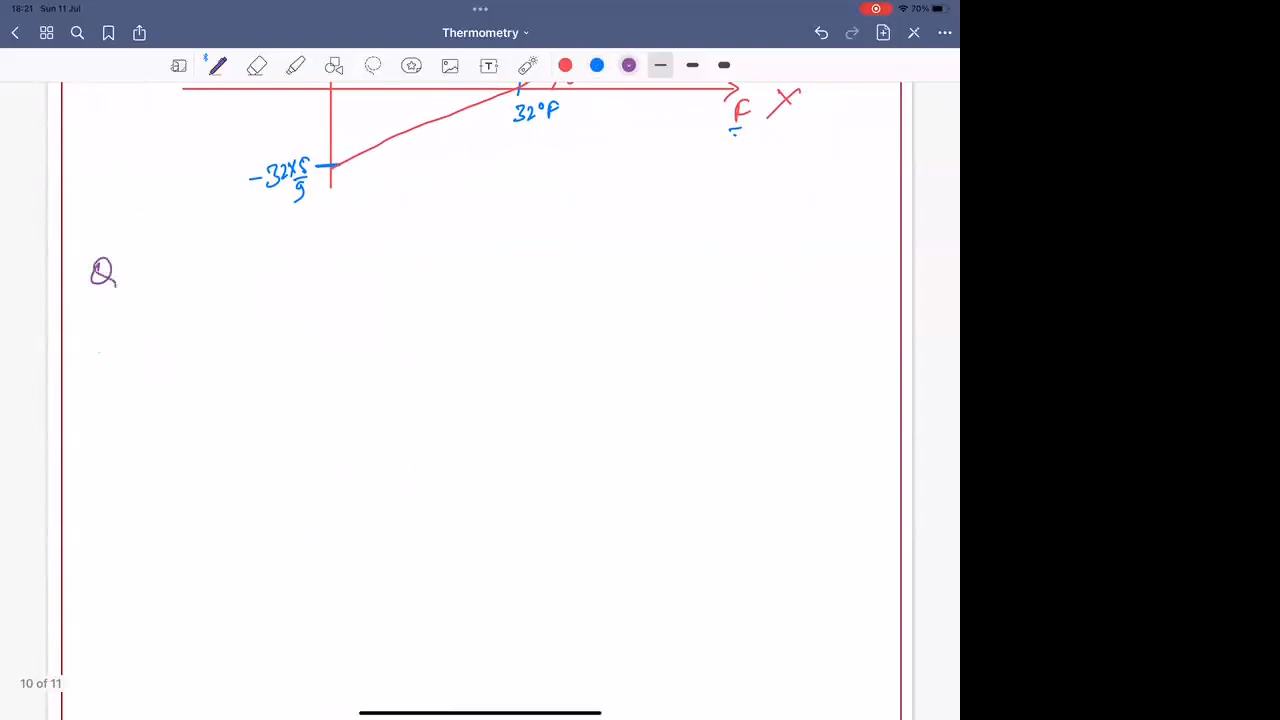 18:21 Sun 11 Jul
70%
Thermometry
T
32°F
F X
-32×5/9
Q
10 of 11